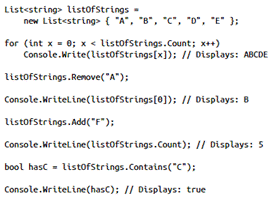 List<string> listOfStrings =
    new List<string> { "A", "B", "C", "D", "E" };
for (int x = 0; x < listOfStrings.Count; x++)
    Console.Write(listOfStrings[x]); // Displays: ABCDE
listOfStrings.Remove("A");
Console.WriteLine(listOfStrings[0]); // Displays: B
listOfStrings.Add("F");
Console.WriteLine(listOfStrings.Count); // Displays: 5
bool hasC = listOfStrings.Contains("C");
Console.WriteLine(hasC); // Displays: true